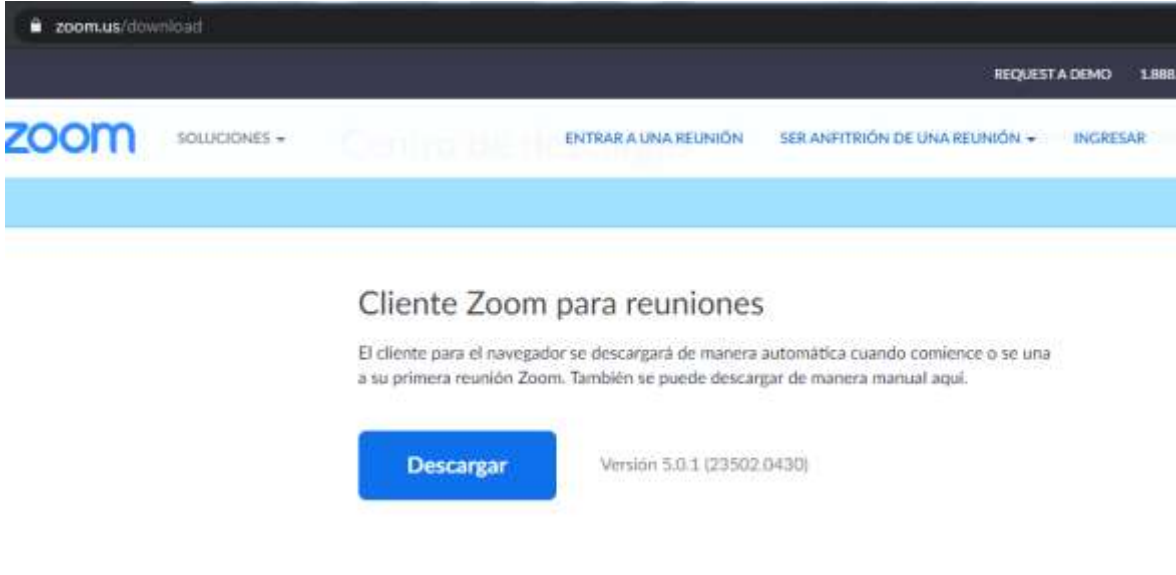 zoom.us/download
REQUEST A DEMO 1.888.
zoom SOLUCIONES ENTRAR A UNA REUNIÓN SER ANFITRIÓN DE UNA REUNIÓN INGRESAR
Cliente Zoom para reuniones
El cliente para el navegador se descargará de manera automática cuando comience o se una
a su primera reunión Zoom. También se puede descargar de manera manual aquí.
Descargar Versión 5.0.1 (23502.0430)